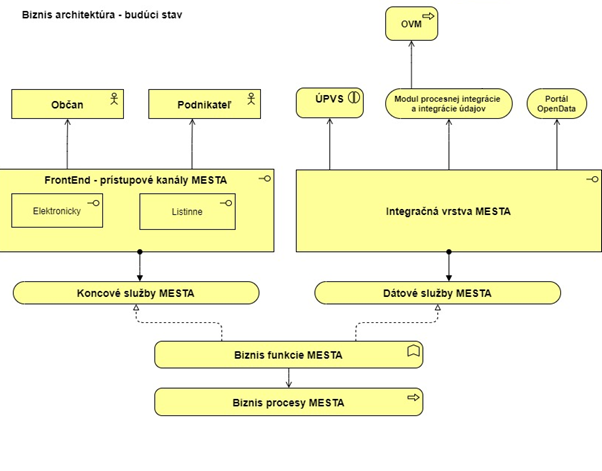 Biznis architektúra - budúci stav
OVM
Občan
Podnikateľ
ÚPVS
Modul procesnej integrácie
a integrácie údajov
Portál
OpenData
FrontEnd - prístupové kanály MESTA
Elektronicky
Listinne
Integračná vrstva MESTA
Koncové služby MESTA
Dátové služby MESTA
Biznis funkcie MESTA
Biznis procesy MESTA